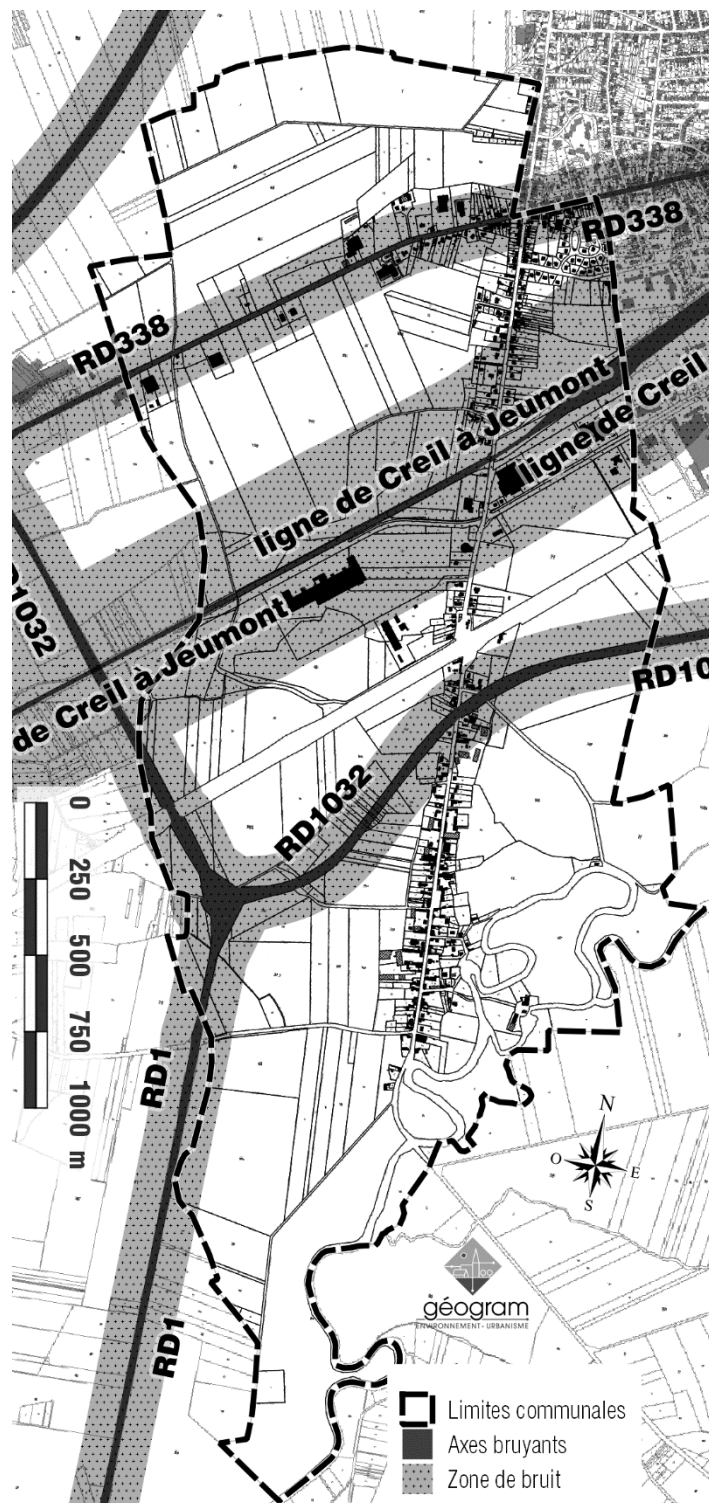 RD338
RD338
ligne de Creil à Jeumont
ligne de Creil
D1032
de Creil à Jeumont
RD10
RD1032
0
250
500
750
1000 m
RD1
N
O
E
S
RD1
géogram
ENVIRONNEMENT - URBANISME
Limites communales
Axes bruyants
Zone de bruit